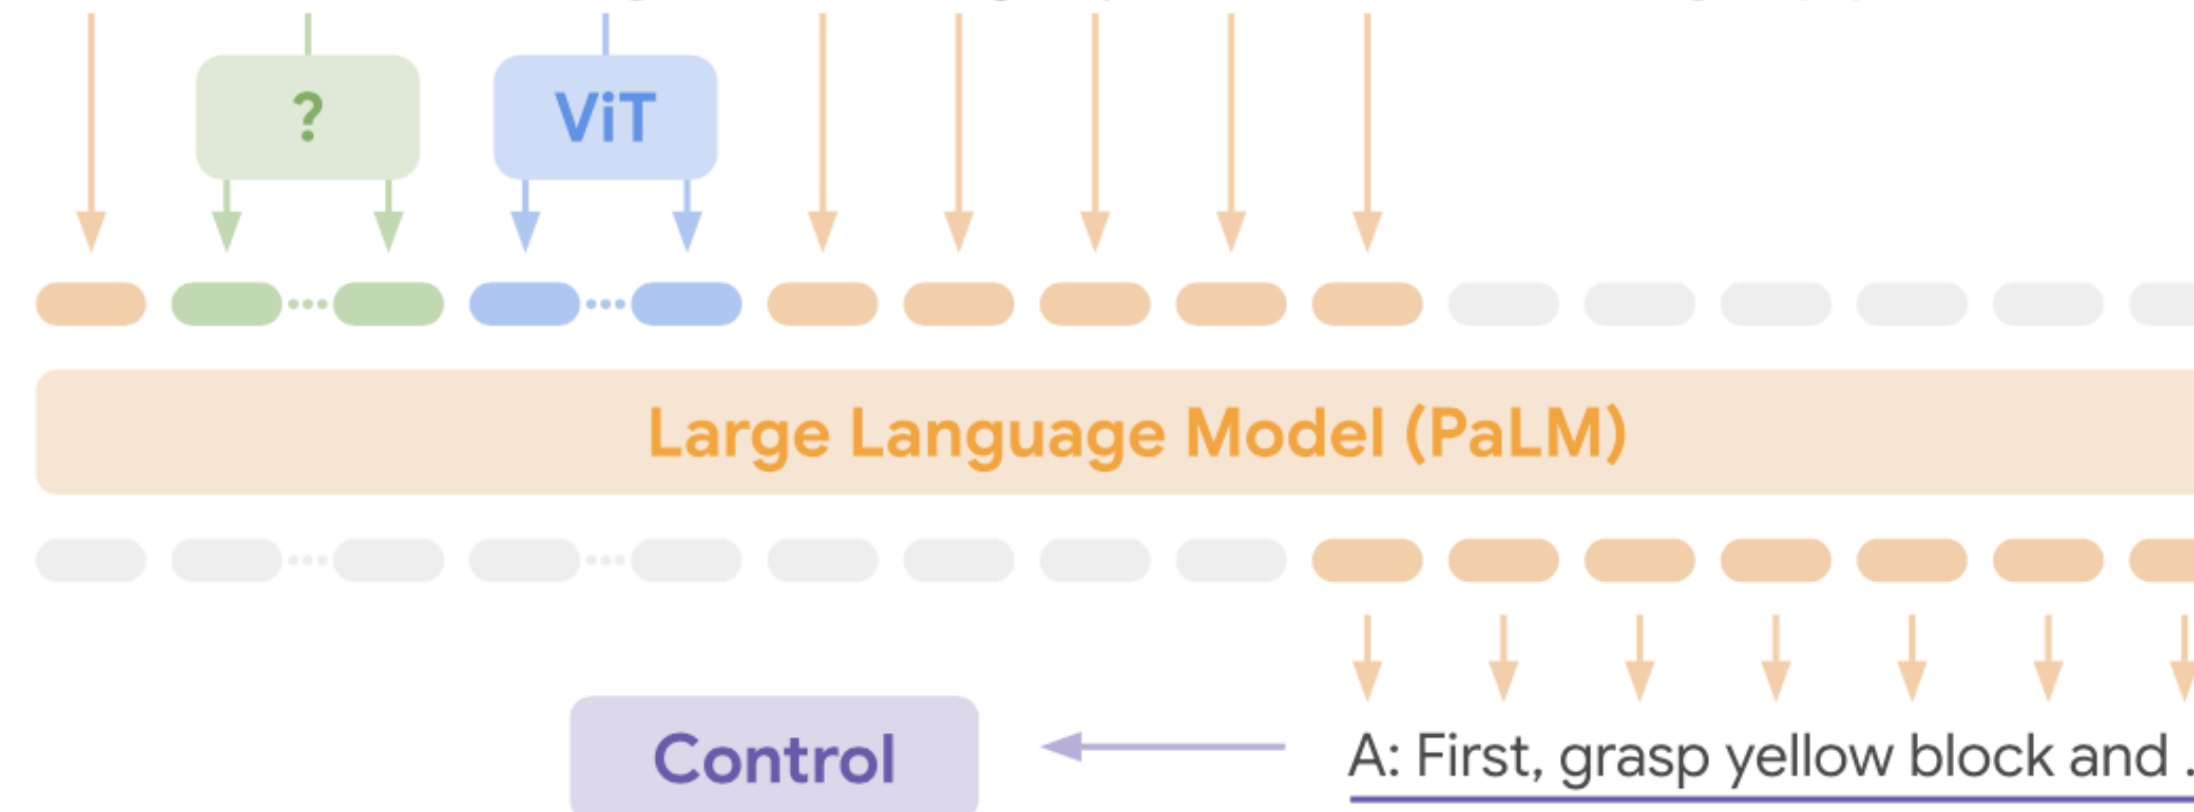 ?
ViT
Large Language Model (PaLM)
Control
A: First, grasp yellow block and .